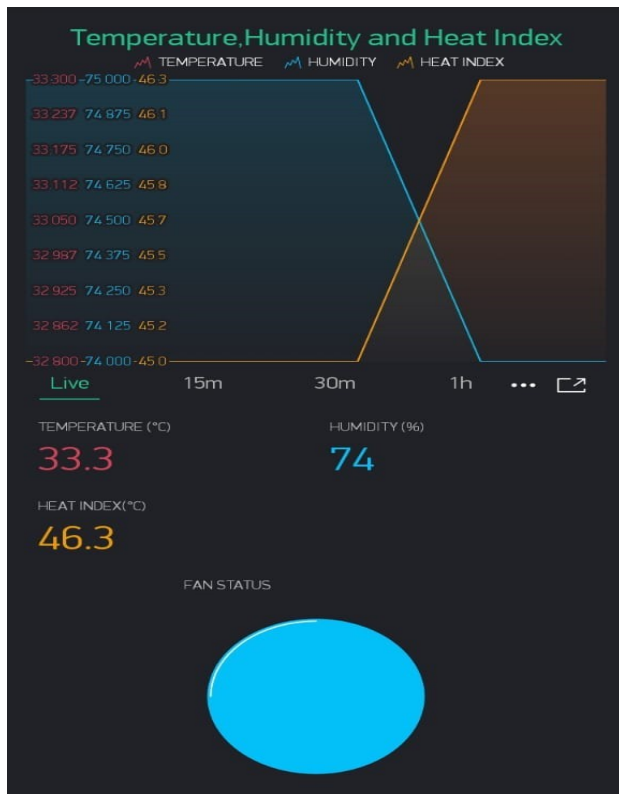 Temperature,Humidity and Heat Index
TEMPERATURE HUMIDITY HEAT INDEX
33 300 75 000 46.3
33 237 74 875 46.1
33 175 74 750 46.0
33 112 74 625 45.8
33 050 74 500 45.7
32 987 74 375 45.5
32 925 74 250 45.3
32 862 74 125 45.2
32 800 74 000 45.0
Live 15m 30m 1h •••
TEMPERATURE (°C) HUMIDITY (%)
33.3 74
HEAT INDEX(°C)
46.3
FAN STATUS